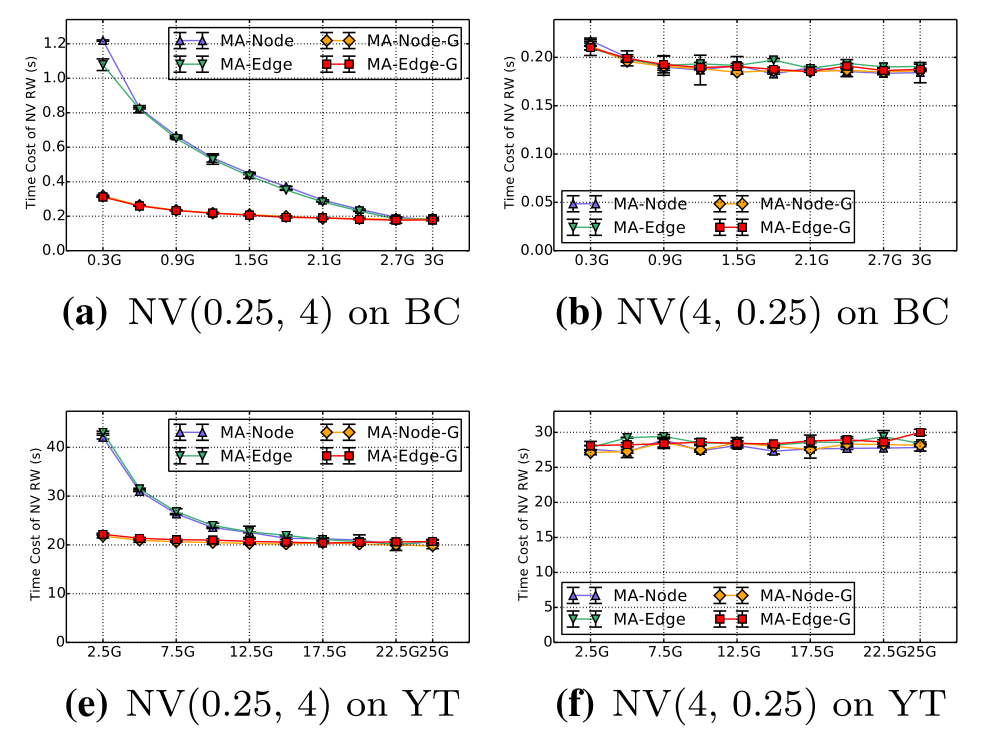 Time Cost of NV RW (s)
1.2
1.0
0.8
0.6
0.4
0.2
0.0
MA-Node
MA-Edge
MA-Node-G
MA-Edge-G
0.3G 0.9G 1.5G 2.1G 2.7G 3G
(a) NV(0.25, 4) on BC
Time Cost of NV RW (s)
0.20
0.15
0.10
0.05
0.00
MA-Node
MA-Edge
MA-Node-G
MA-Edge-G
0.3G 0.9G 1.5G 2.1G 2.7G 3G
(b) NV(4, 0.25) on BC
Time Cost of NV RW (s)
40
30
20
10
0
MA-Node
MA-Edge
MA-Node-G
MA-Edge-G
2.5G 7.5G 12.5G 17.5G 22.5G 25G
(e) NV(0.25, 4) on YT
Time Cost of NV RW (s)
30
25
20
15
10
5
0
MA-Node
MA-Edge
MA-Node-G
MA-Edge-G
2.5G 7.5G 12.5G 17.5G 22.5G 25G
(f) NV(4, 0.25) on YT